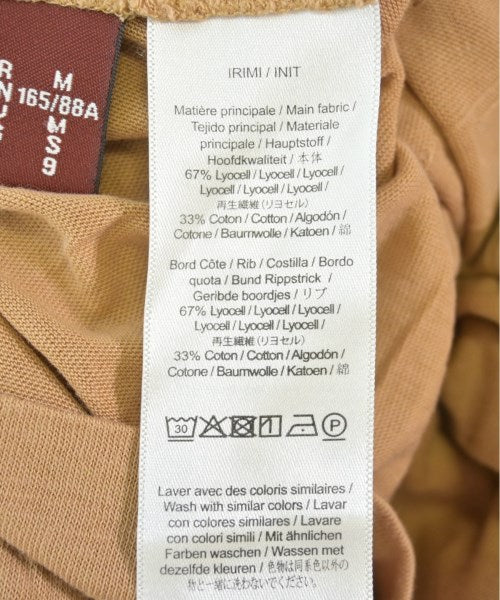 M
165/88A
M
S
9
IRIMI / INIT
Matière principale / Main fabric /
Tejido principal / Materiale
principale / Hauptstoff /
Hoofdkwaliteit / 本体
67% Lyocell / Lyocell / Lyocell /
Lyocell / Lyocell / Lyocell /
再生繊維 (リヨセル)
33% Coton / Cotton / Algodón /
Cotone / Baumwolle / Katoen / 綿
Bord Côte / Rib / Costilla / Bordo
quota / Bund Rippstrick /
Geribde boordjes / リブ
67% Lyocell / Lyocell / Lyocell
/ Lyocell / Lyocell / Lyocell /
再生繊維 (リヨセル)
33% Coton / Cotton / Algodón /
Cotone / Baumwolle / Katoen / 綿
30
P
Laver avec des coloris similaires /
Wash with similar colors / Lavar
con colores similares / Lavare
con colori simili / Mit ähnlichen
Farben waschen / Wassen met
dezelfde kleuren / 色物は同系色以外の
物と一緒に洗わないでください。